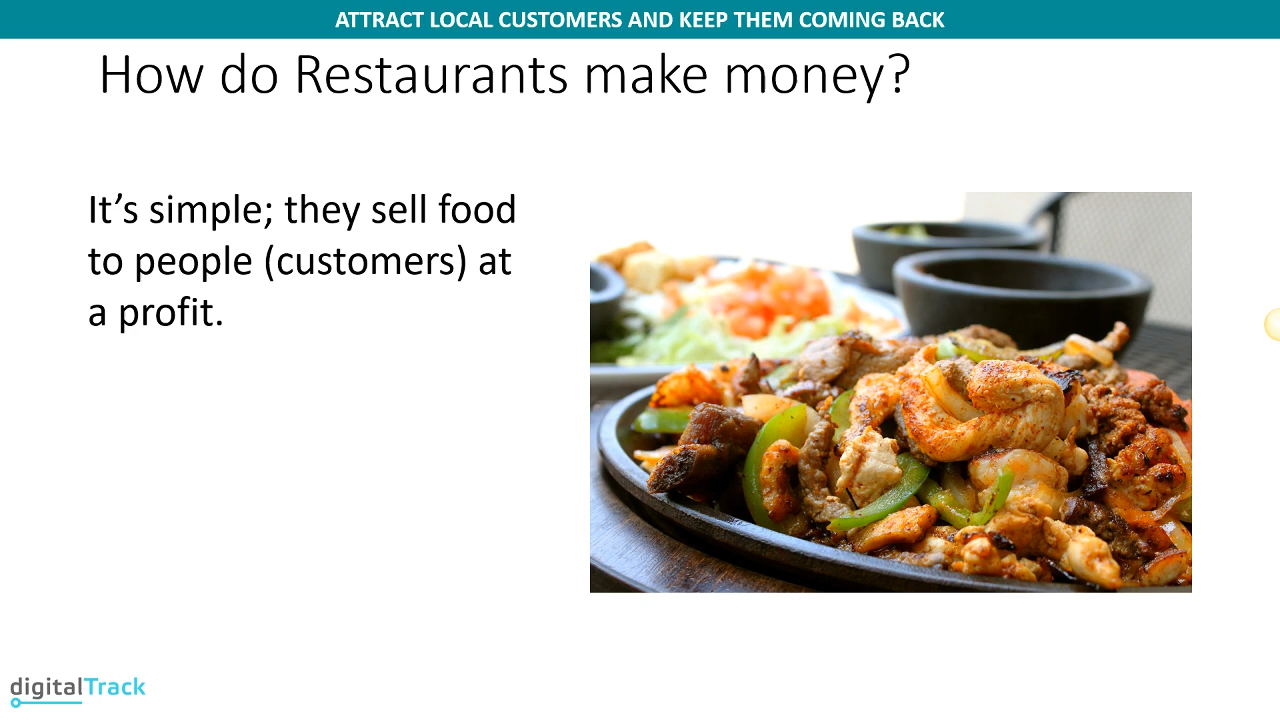 ATTRACT LOCAL CUSTOMERS AND KEEP THEM COMING BACK
How do Restaurants make money?
It’s simple; they sell food
to people (customers) at
a profit.
digitalTrack